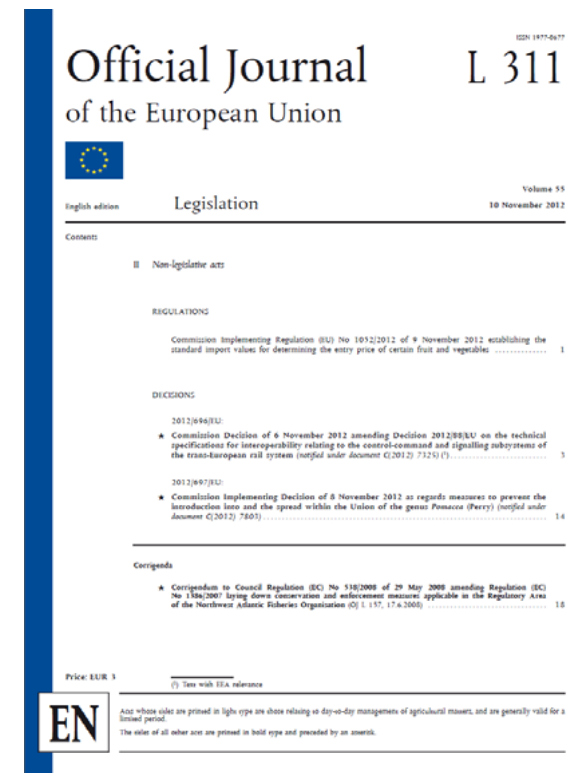 ISSN 1977-0677
Official Journal
L 311
of the European Union
Volume 55
English edition
Legislation
10 November 2012
Contents
II Non-legislative acts
REGULATIONS
Commission Implementing Regulation (EU) No 1052/2012 of 9 November 2012 establishing the
standard import values for determining the entry price of certain fruit and vegetables .............. 1
DECISIONS
2012/696/EU:
★ Commission Decision of 6 November 2012 amending Decision 2012/88/EU on the technical
specifications for interoperability relating to the control-command and signalling subsystems of
the trans-European rail system (notified under document C(2012) 7325) (¹) .......................... 3
2012/697/EU:
★ Commission Implementing Decision of 8 November 2012 as regards measures to prevent the
introduction into and the spread within the Union of the genus Pomacea (Perry) (notified under
document C(2012) 7803) .......................... 14
Corrigenda
★ Corrigendum to Council Regulation (EC) No 538/2008 of 29 May 2008 amending Regulation (EC)
No 1386/2007 laying down conservation and enforcement measures applicable in the Regulatory Area
of the Northwest Atlantic Fisheries Organisation (OJ L 157, 17.6.2008) .......................... 18
Price: EUR 3
(¹) Text with EEA relevance
EN
Acts whose titles are printed in light type are those relating to day-to-day management of agricultural matters, and are generally valid for a
limited period.
The titles of all other acts are printed in bold type and preceded by an asterisk.